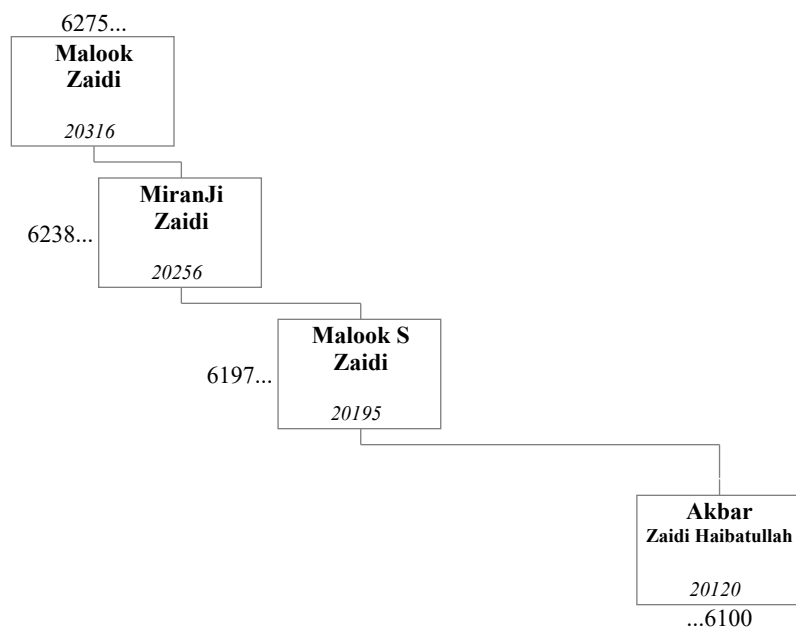 6275...
Malook
Zaidi
20316
MiranJi
Zaidi
6238...
20256
Malook S
Zaidi
6197...
20195
Akbar
Zaidi Haibatullah
20120
...6100